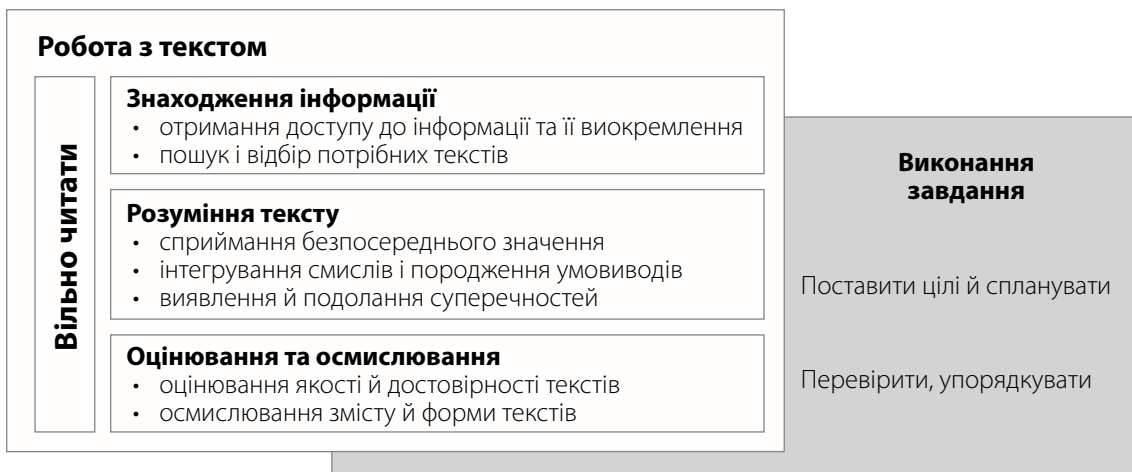 Робота з текстом
Вільно читати
Знаходження інформації
• отримання доступу до інформації та її виокремлення
• пошук і відбір потрібних текстів
Розуміння тексту
• сприймання безпосереднього значення
• інтегрування смислів і породження умовиводів
• виявлення й подолання суперечностей
Оцінювання та осмислювання
• оцінювання якості й достовірності текстів
• осмислювання змісту й форми текстів
Виконання
завдання
Поставити цілі й спланувати
Перевірити, упорядкувати